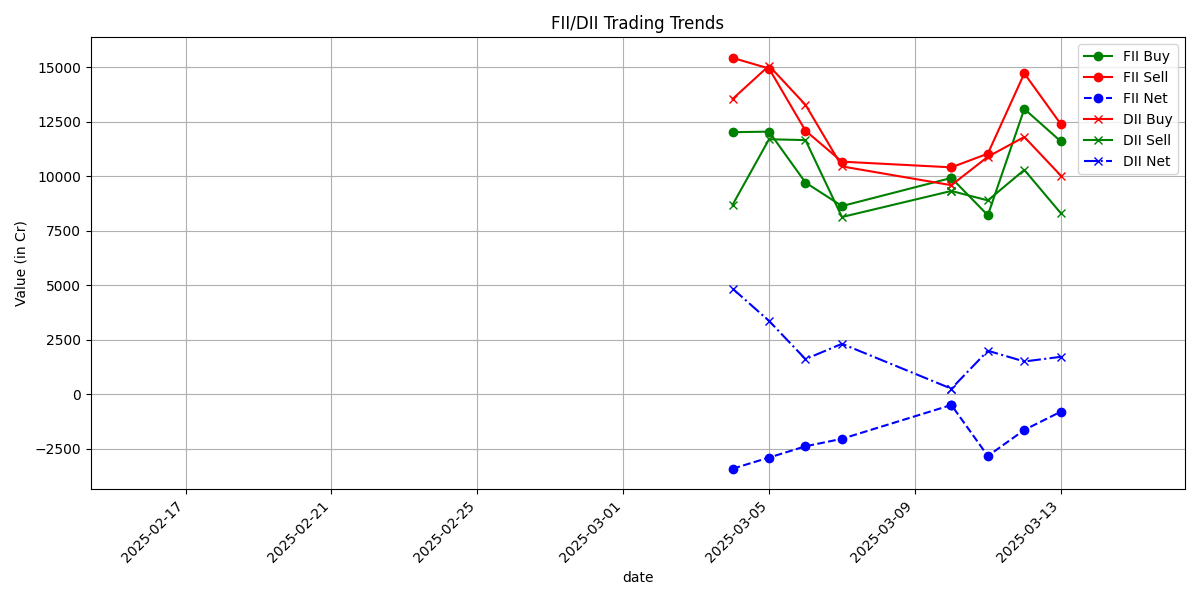 FII/DII Trading Trends
15000
12500
10000
7500
5000
2500
0
−2500
Value (in Cr)
2025-02-17
2025-02-21
2025-02-25
2025-03-01
2025-03-05
2025-03-09
2025-03-13
date
FII Buy
FII Sell
FII Net
DII Buy
DII Sell
DII Net